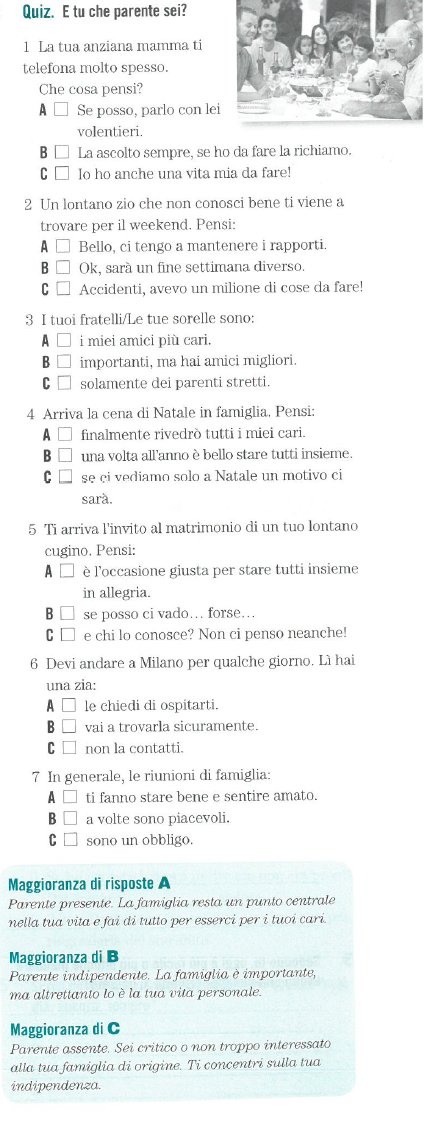 Quiz. E tu che parente sei?
1 La tua anziana mamma ti
telefona molto spesso.
Che cosa pensi?
A □ Se posso, parlo con lei
volentieri.
B □ La ascolto sempre, se ho da fare la richiamo.
C □ Io ho anche una vita mia da fare!
2 Un lontano zio che non conosci bene ti viene a
trovare per il weekend. Pensi:
A □ Bello, ci tengo a mantenere i rapporti.
B □ Ok, sarà un fine settimana diverso.
C □ Accidenti, avevo un milione di cose da fare!
3 I tuoi fratelli/Le tue sorelle sono:
A □ i miei amici più cari.
B □ importanti, ma hai amici migliori.
C □ solamente dei parenti stretti.
4 Arriva la cena di Natale in famiglia. Pensi:
A □ finalmente rivedrò tutti i miei cari.
B □ una volta all'anno è bello stare tutti insieme.
C □ se ci vediamo solo a Natale un motivo ci
sarà.
5 Ti arriva l'invito al matrimonio di un tuo lontano
cugino. Pensi:
A □ è l'occasione giusta per stare tutti insieme
in allegria.
B □ se posso ci vado… forse…
C □ e chi lo conosce? Non ci penso neanche!
6 Devi andare a Milano per qualche giorno. Lì hai
una zia:
A □ le chiedi di ospitarti.
B □ vai a trovarla sicuramente.
C □ non la contatti.
7 In generale, le riunioni di famiglia:
A □ ti fanno stare bene e sentire amato.
B □ a volte sono piacevoli.
C □ sono un obbligo.
Maggioranza di risposte A
Parente presente. La famiglia resta un punto centrale
nella tua vita e fai di tutto per esserci per i tuoi cari.
Maggioranza di B
Parente indipendente. La famiglia è importante,
ma altrettanto lo è la tua vita personale.
Maggioranza di C
Parente assente. Sei critico o non troppo interessato
alla tua famiglia di origine. Ti concentri sulla tua
indipendenza.